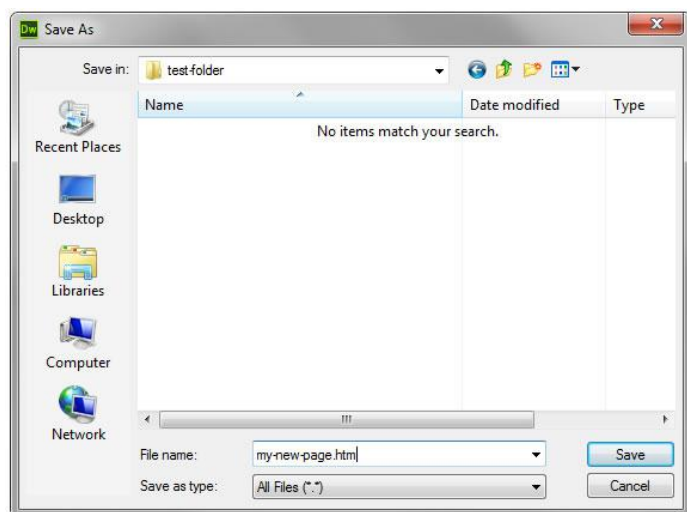 Dw Save As
Save in: test-folder
Name Date modified Type
No items match your search.
Recent Places
Desktop
Libraries
Computer
Network
File name: my-new-page.htm Save
Save as type: All Files (*.*) Cancel